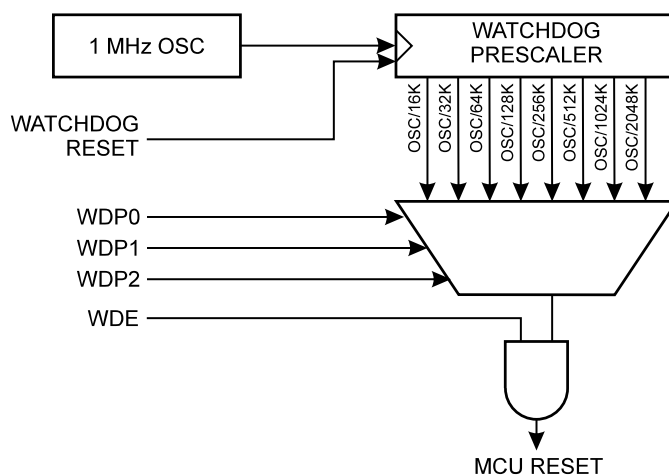 1 MHz OSC
WATCHDOG
PRESCALER
OSC/16K
OSC/32K
OSC/64K
OSC/128K
OSC/256K
OSC/512K
OSC/1024K
OSC/2048K
WATCHDOG
RESET
WDP0
WDP1
WDP2
WDE
MCU RESET